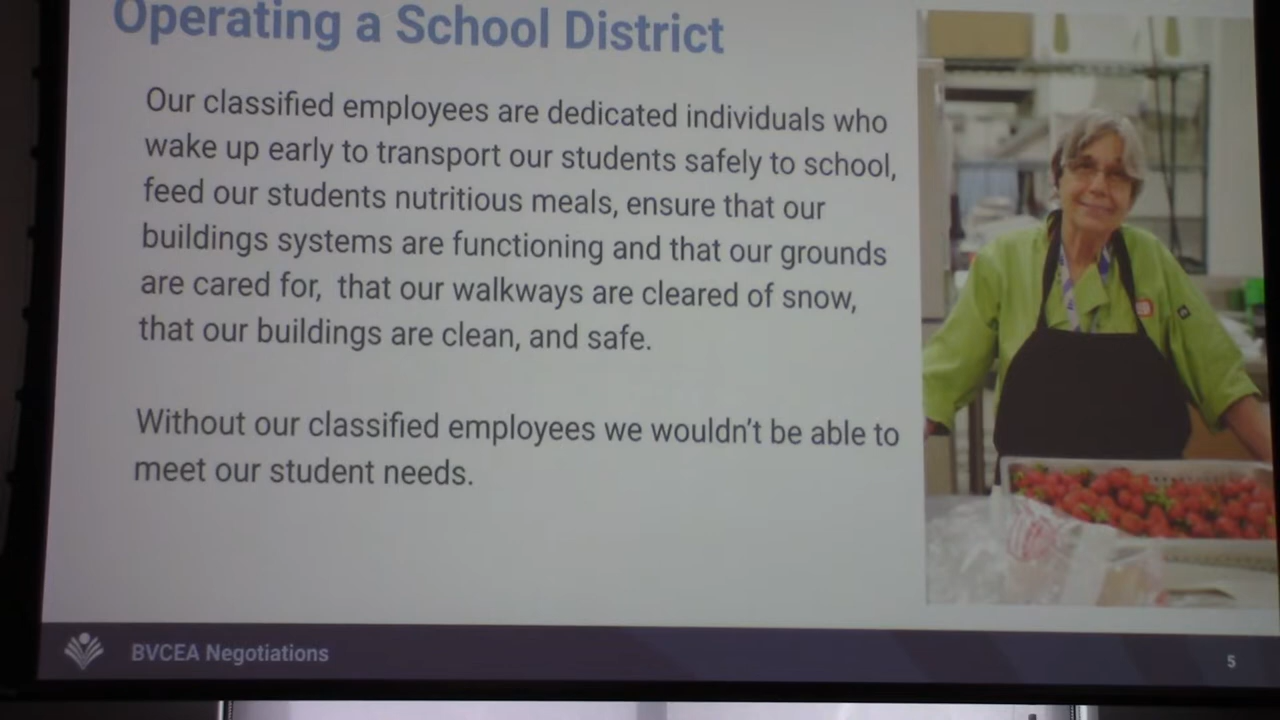 Operating a School District
Our classified employees are dedicated individuals who
wake up early to transport our students safely to school,
feed our students nutritious meals, ensure that our
buildings systems are functioning and that our grounds
are cared for,  that our walkways are cleared of snow,
that our buildings are clean, and safe.
Without our classified employees we wouldn't be able to
meet our student needs.
BVCEA Negotiations
5